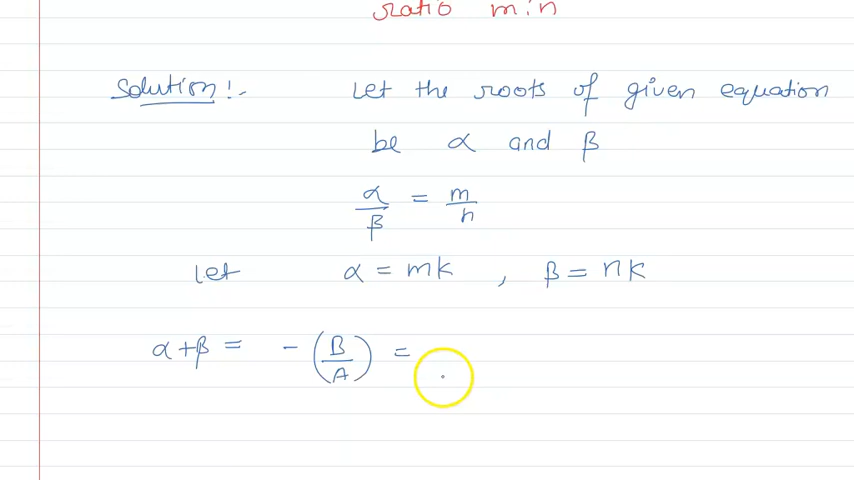 ratio m:n
Solution:- Let the roots of given equation
be α and β
α/β = m/n
Let α = mk , β = nk
α+β = -(B/A) =